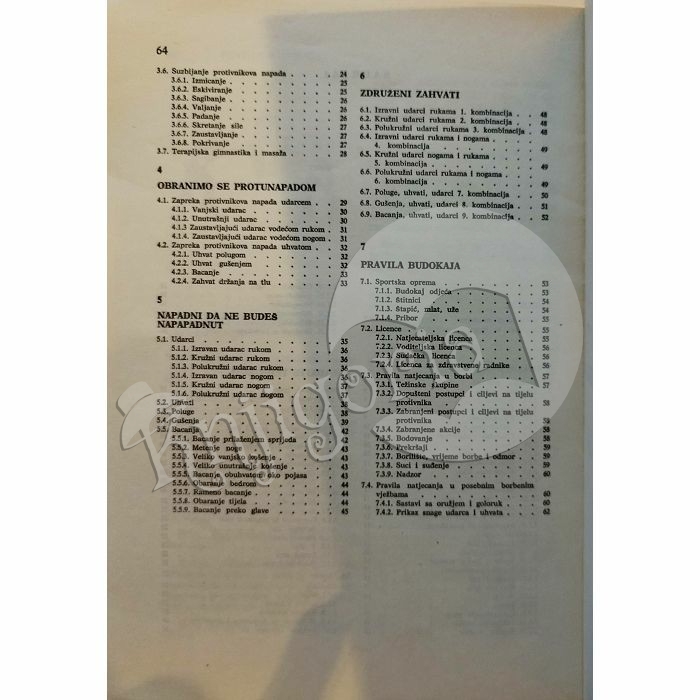 64
3.6. Suzbijanje protivnikova napada . . . . 24
3.6.1. Izmicanje . . . . . 25
3.6.2. Eskiviranje . . . . . 25
3.6.3. Sagibanje . . . . . 26
3.6.4. Valjanje . . . . . 26
3.6.5. Padanje . . . . . 26
3.6.6. Skretanje sile . . . . . 27
3.6.7. Zaustavljanje . . . . . 27
3.6.8. Pokrivanje . . . . . 27
3.7. Terapijska gimnastika i masaža . . . . 28
4
OBRANIMO SE PROTUNAPADOM
4.1. Zapreka protivnikova napada udarcem . 29
4.1.1. Vanjski udarac . . . . . 30
4.1.2. Unutrašnji udarac . . . . . 30
4.1.3 Zaustavljajući udarac vodećom rukom . 31
4.1.4. Zaustavljajući udarac vodećom nogom . 31
4.2. Zapreka protivnikova napada uhvatom . 32
4.2.1. Uhvat polugom . . . . . 32
4.2.2. Uhvat gušenjem . . . . . 32
4.2.3. Bacanje . . . . . 33
4.2.4. Zahvat držanja na tlu . . . . 33
5
NAPADNI DA NE BUDEŠ
NAPAPADNUT
5.1. Udarci . . . . . 35
5.1.1. Izravan udarac rukom . . . . 36
5.1.2. Kružni udarac rukom . . . . 36
5.1.3. Polukružni udarac rukom . . . . 36
5.1.4. Izravan udarac nogom . . . . 36
5.1.5. Kružni udarac nogom . . . . 37
5.1.6. Polukružni udarac nogom . . . . 37
5.2. Uhvati . . . . . 38
5.3. Poluge . . . . . 38
5.4. Gušenja . . . . . 39
5.5. Bacanja . . . . . 42
5.5.1. Bacanje prilaženjem sprijeda . . . 42
5.5.2. Metenje noge . . . . . 43
5.5.3. Veliko vanjsko košenje . . . . 43
5.5.4. Veliko unutrašnje košenje . . . . 43
5.5.5. Bacanje obuhvatom oko pojasa . . . 43
5.5.6. Obaranje bedrom . . . . . 44
5.5.7. Rameno bacanje . . . . . 44
5.5.8. Obaranje tijela . . . . . 44
5.5.9. Bacanje preko glave . . . . . 45
6
ZDRUŽENI ZAHVATI
6.1. Izravni udarci rukama 1. kombinacija . 48
6.2. Kružni udarci rukama 2. kombinacija . 48
6.3. Polukružni udarci rukama 3. kombinacija . 48
6.4. Izravni udarci rukama i nogama
4. kombinacija . . . . . 49
6.5. Kružni udarci nogama i rukama
5. kombinacija . . . . . 49
6.6. Polukružni udarci rukama i nogama
6. kombinacija . . . . . 49
6.7. Poluge, uhvati, udarci 7. kombinacija . 50
6.8. Gušenja, uhvati, udarci 8. kombinacija . 51
6.9. Bacanja, uhvati, udarci 9. kombinacija . 52
7
PRAVILA BUDOKAJA
7.1. Sportska oprema . . . . . 53
7.1.1. Budokaj odjeća . . . . . 53
7.1.2. Štitnici . . . . . 54
7.1.3. Štapić, mlat, uže . . . . . 54
7.1.4. Pribor . . . . . 55
7.2. Licence . . . . . 55
7.2.1. Natjecateljska licence . . . . 55
7.2.2. Voditeljska licenca . . . . . 56
7.2.3. Sudačka licenca . . . . . 56
7.2.4. Licenca za zdravstvene radnike . . 56
7.3. Pravila natjecanja u borbi . . . . 56
7.3.1. Težinske skupine . . . . . 56
7.3.2. Dopušteni postupci i ciljevi na tijelu
protivnika . . . . . 57
7.3.3. Zabranjeni postupci i ciljevi na tijelu
protivnika . . . . . 58
7.3.4. Zabranjene akcije . . . . . 58
7.3.5. Bodovanje . . . . . 58
7.3.6. Prekršaji . . . . . 59
7.3.7. Borilište, vrijeme borbe i odmor . . 59
7.3.8. Suci i suđenje . . . . . 60
7.3.9. Nadzor . . . . . 60
7.4. Pravila natjecanja u posebnim borbenim
vježbama . . . . . 60
7.4.1. Sastavi sa oružjem i goloruk . . . 60
7.4.2. Prikaz snage udarca i uhvata . . . 62
Knjigogo